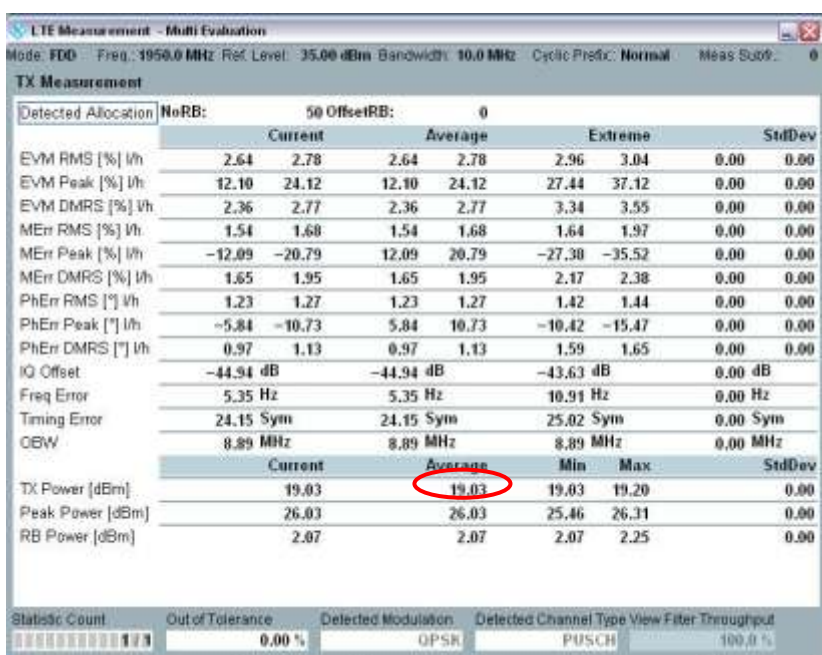 LTE Measurement - Multi Evaluation
Mode: FDD Freq.: 1950.0 MHz Ref. Level: 35.00 dBm Bandwidth: 10.0 MHz Cyclic Prefix: Normal Meas Subfr.: 0
TX Measurement
Detected Allocation NoRB: 50 OffsetRB: 0
Current Average Extreme StdDev
EVM RMS [%] l/h 2.64 2.78 2.64 2.78 2.96 3.04 0.00 0.00
EVM Peak [%] l/h 12.10 24.12 12.10 24.12 27.44 37.12 0.00 0.00
EVM DMRS [%] l/h 2.36 2.77 2.36 2.77 3.34 3.55 0.00 0.00
MErr RMS [%] l/h 1.54 1.68 1.54 1.68 1.64 1.97 0.00 0.00
MErr Peak [%] l/h -12.09 -20.79 12.09 20.79 -27.38 -35.52 0.00 0.00
MErr DMRS [%] l/h 1.65 1.95 1.65 1.95 2.17 2.38 0.00 0.00
PhErr RMS [°] l/h 1.23 1.27 1.23 1.27 1.42 1.44 0.00 0.00
PhErr Peak [°] l/h -5.84 -10.73 5.84 10.73 -10.42 -15.47 0.00 0.00
PhErr DMRS [°] l/h 0.97 1.13 0.97 1.13 1.59 1.65 0.00 0.00
IQ Offset -44.94 dB -44.94 dB -43.63 dB 0.00 dB
Freq Error 5.35 Hz 5.35 Hz 10.91 Hz 0.00 Hz
Timing Error 24.15 Sym 24.15 Sym 25.02 Sym 0.00 Sym
OBW 8.89 MHz 8.89 MHz 8.89 MHz 0.00 MHz
Current Average Min Max StdDev
TX Power [dBm] 19.03 19.03 19.03 19.20 0.00
Peak Power [dBm] 26.03 26.03 25.46 26.31 0.00
RB Power [dBm] 2.07 2.07 2.07 2.25 0.00
Statistic Count Out of Tolerance Detected Modulation Detected Channel Type View Filter Throughput
1 / 1 0.00 % QPSK PUSCH 100.0 %